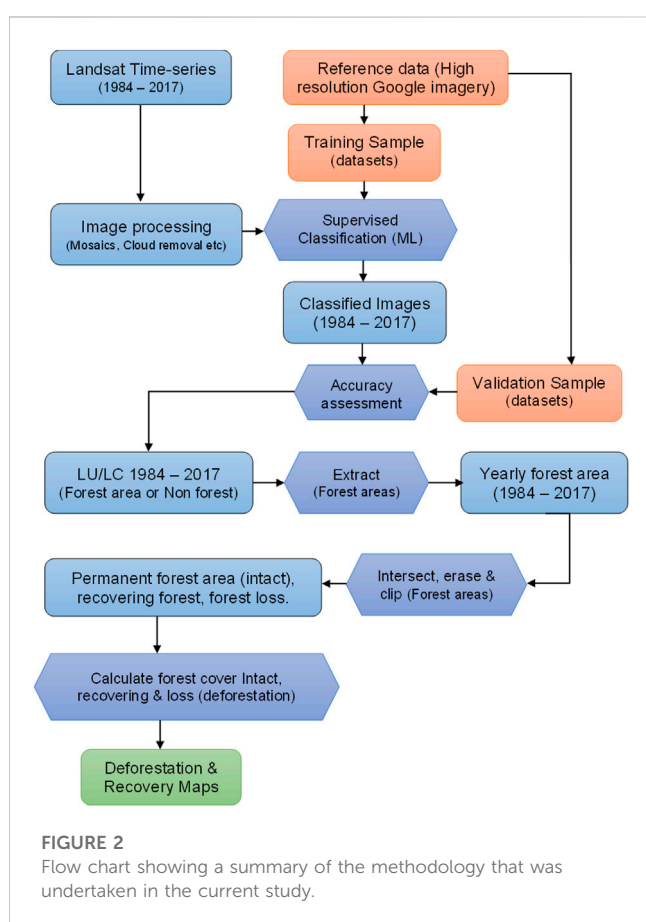 Landsat Time-series
(1984 – 2017)
Reference data (High
resolution Google imagery)
Training Sample
(datasets)
Image processing
(Mosaics, Cloud removal etc)
Supervised
Classification (ML)
Classified Images
(1984 – 2017)
Accuracy
assessment
Validation Sample
(datasets)
LU/LC 1984 – 2017
(Forest area or Non forest)
Extract
(Forest areas)
Yearly forest area
(1984 – 2017)
Permanent forest area (intact),
recovering forest, forest loss.
Intersect, erase &
clip (Forest areas)
Calculate forest cover Intact,
recovering & loss (deforestation)
Deforestation &
Recovery Maps
FIGURE 2
Flow chart showing a summary of the methodology that was
undertaken in the current study.